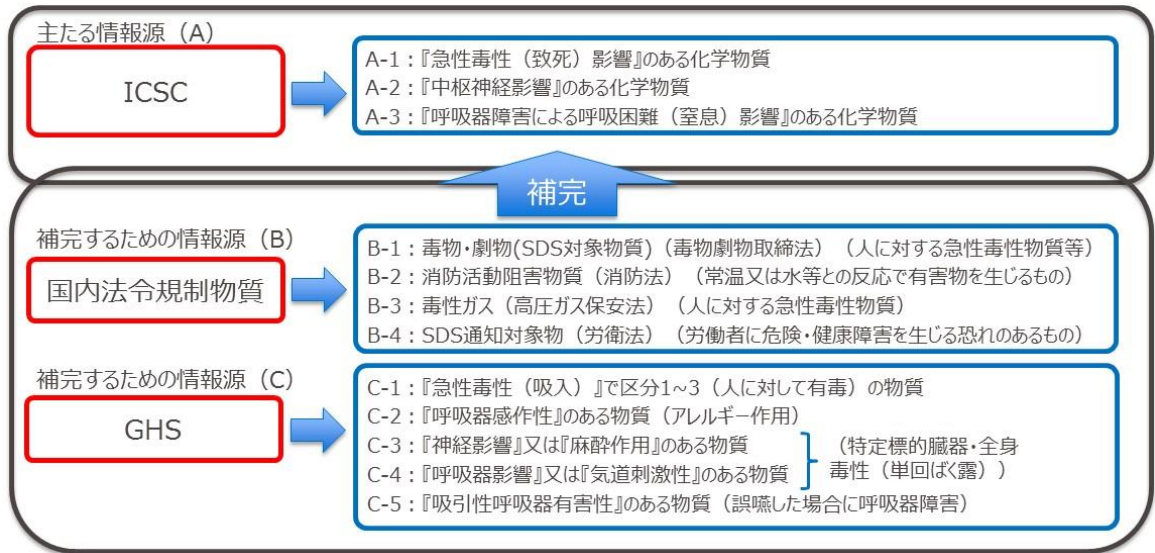 主たる情報源（A）
ICSC
A-1：『急性毒性（致死）影響』のある化学物質
A-2：『中枢神経影響』のある化学物質
A-3：『呼吸器障害による呼吸困難（窒息）影響』のある化学物質
補完
補完するための情報源（B）
国内法令規制物質
B-1：毒物・劇物(SDS対象物質)（毒物劇物取締法）（人に対する急性毒性物質等）
B-2：消防活動阻害物質（消防法）（常温又は水等との反応で有害物を生じるもの）
B-3：毒性ガス（高圧ガス保安法）（人に対する急性毒性物質）
B-4：SDS通知対象物（労衛法）（労働者に危険・健康障害を生じる恐れのあるもの）
補完するための情報源（C）
GHS
C-1：『急性毒性（吸入）』で区分1~3（人に対して有毒）の物質
C-2：『呼吸器感作性』のある物質（アレルギー作用）
C-3：『神経影響』又は『麻酔作用』のある物質
C-4：『呼吸器影響』又は『気道刺激性』のある物質
（特定標的臓器・全身
毒性（単回ばく露））
C-5：『吸引性呼吸器有害性』のある物質（誤嚥した場合に呼吸器障害）